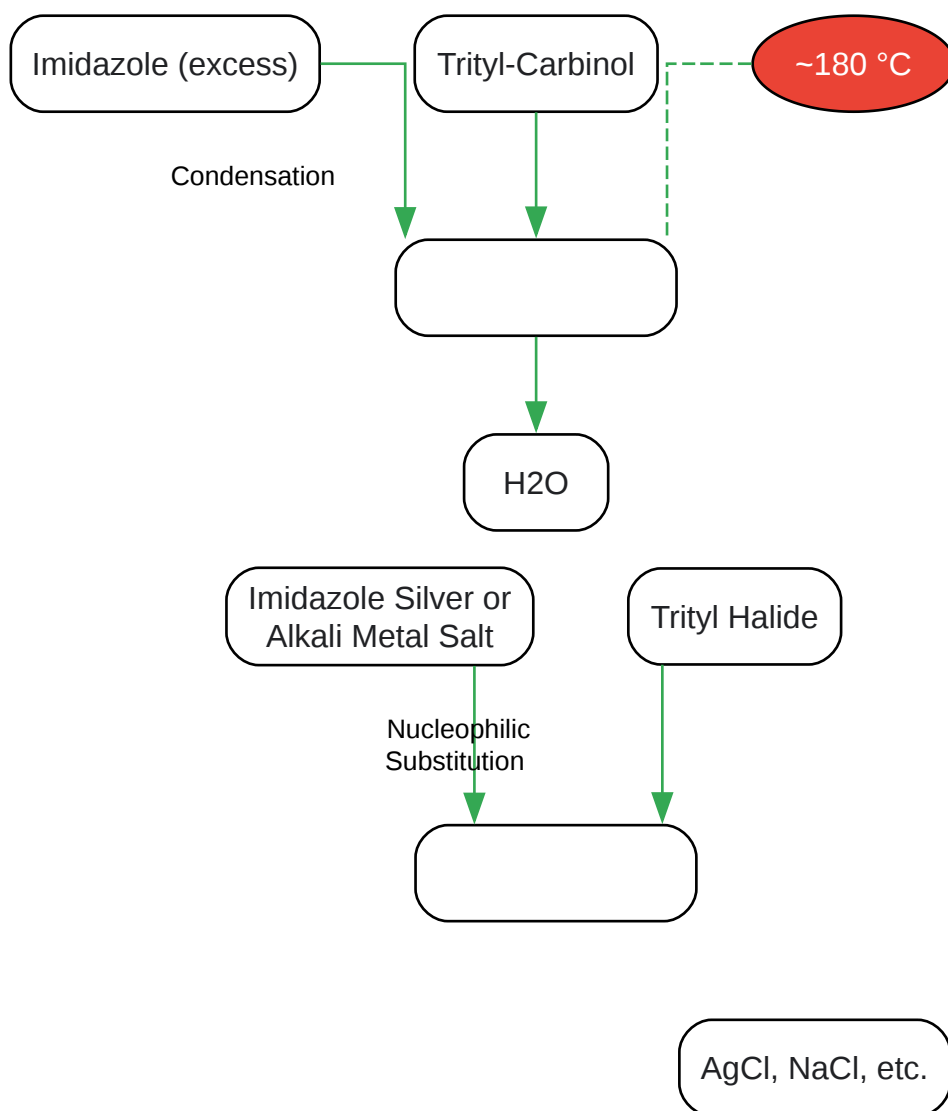 Imidazole (excess)
Trityl-Carbinol
~180 °C
Condensation
H2O
Imidazole Silver or
Alkali Metal Salt
Trityl Halide
Nucleophilic
Substitution
AgCl, NaCl, etc.